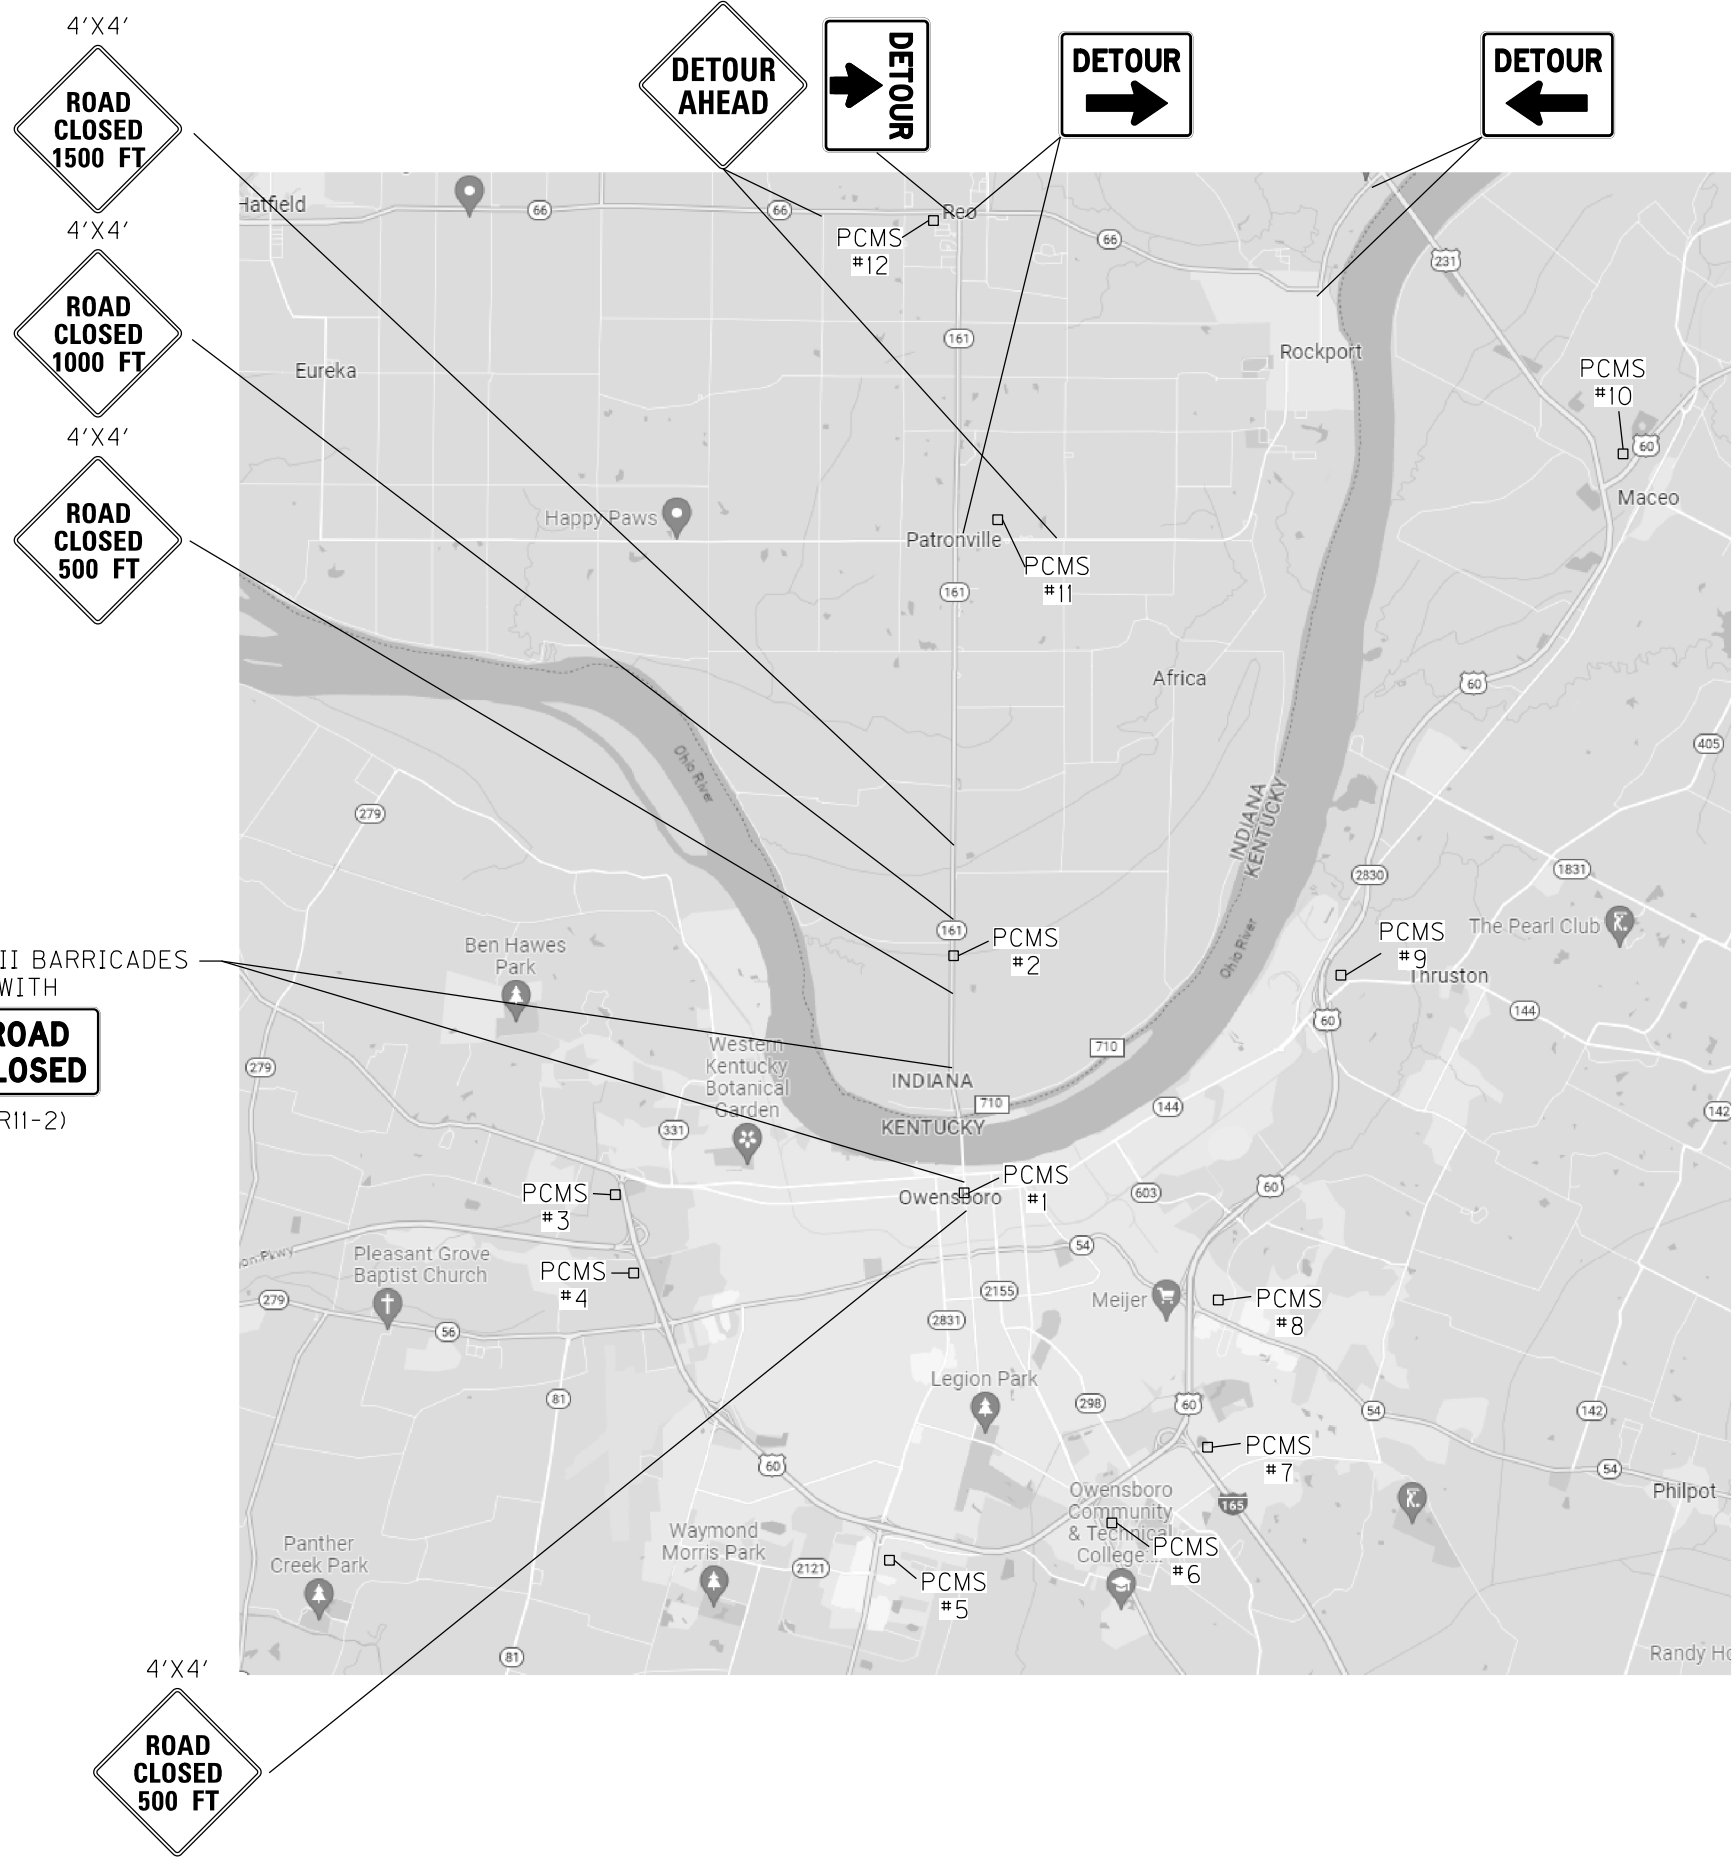 4'X4'
ROAD
CLOSED
1500 FT
4'X4'
ROAD
CLOSED
1000 FT
4'X4'
ROAD
CLOSED
500 FT
DETOUR
AHEAD
DETOUR
DETOUR
DETOUR
Hatfield
66
66
Reo
PCMS
#12
66
231
161
Eureka
Rockport
PCMS
#10
60
Maceo
Happy Paws
Patronville
PCMS
#11
161
Africa
60
405
Ohio River
279
INDIANA
KENTUCKY
2830
1831
161
PCMS
#2
PCMS
#9
The Pearl Club
Thruston
Ohio River
II BARRICADES
WITH
ROAD
CLOSED
R11-2)
Ben Hawes
Park
144
60
279
Western
Kentucky
Botanical
Garden
710
INDIANA
710
KENTUCKY
144
142
331
PCMS
#3
Owensboro
PCMS
#1
603
60
on Pkwy
Pleasant Grove
Baptist Church
PCMS
#4
54
279
56
2155
2831
Meijer
PCMS
#8
Legion Park
81
298
60
54
142
60
PCMS
#7
54
Philpot
165
Owensboro
Community
& Technical
College...
PCMS
#6
Panther
Creek Park
Waymond
Morris Park
2121
PCMS
#5
81
Randy Ho
4'X4'
ROAD
CLOSED
500 FT